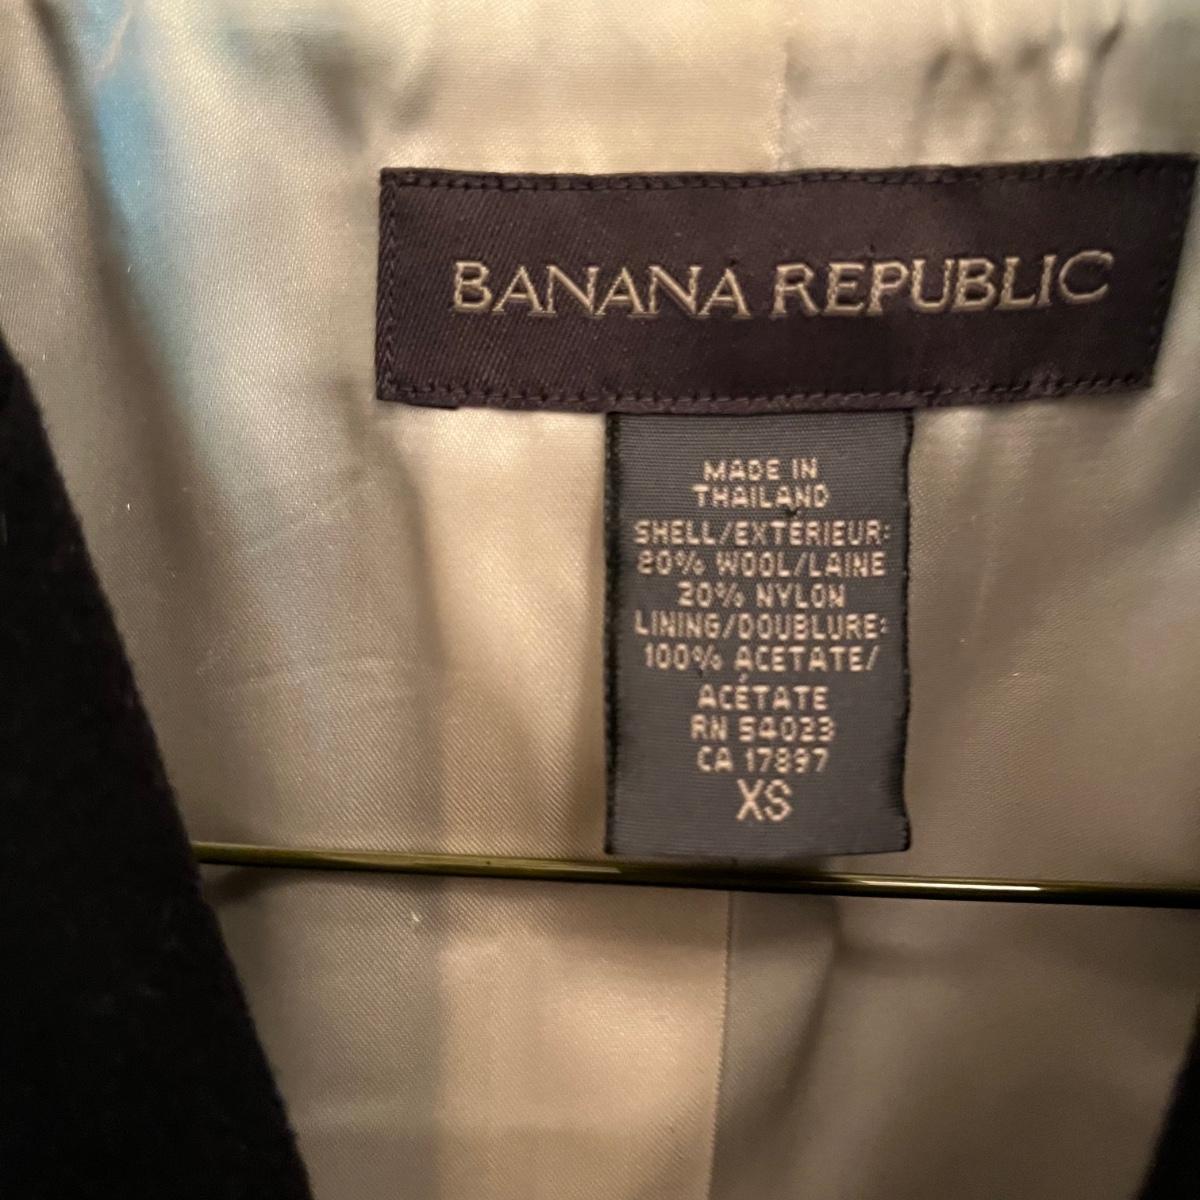 BANANA REPUBLIC
MADE IN
THAILAND
SHELL/EXTÉRIEUR:
80% WOOL/LAINE
20% NYLON
LINING/DOUBLURE:
100% ACETATE/
ACÉTATE
RN 54023
CA 17897
XS